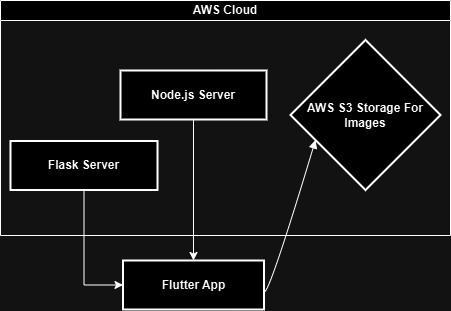 AWS Cloud
Node.js Server
AWS S3 Storage For
Images
Flask Server
Flutter App